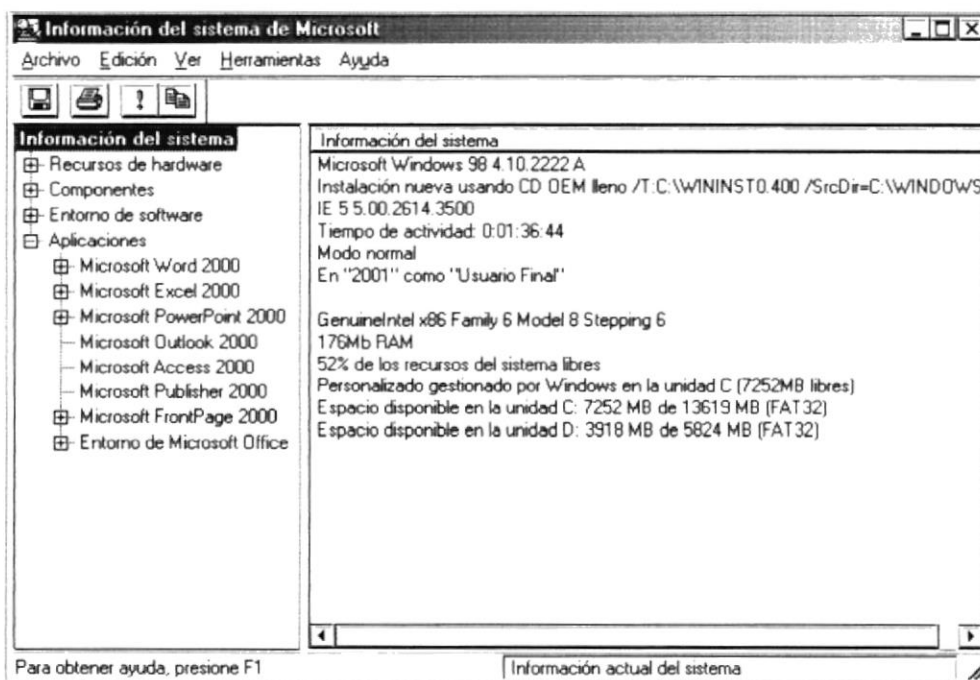 Información del sistema de Microsoft
Archivo Edición Ver Herramientas Ayuda
Información del sistema
Recursos de hardware
Componentes
Entorno de software
Aplicaciones
Microsoft Word 2000
Microsoft Excel 2000
Microsoft PowerPoint 2000
Microsoft Outlook 2000
Microsoft Access 2000
Microsoft Publisher 2000
Microsoft FrontPage 2000
Entorno de Microsoft Office
Información del sistema
Microsoft Windows 98 4.10.2222 A
Instalación nueva usando CD OEM lleno /T:C:\WININST0.400 /SrcDir=C:\WINDOWS
IE 5 5.00.2614.3500
Tiempo de actividad: 0:01:36:44
Modo normal
En "2001" como "Usuario Final"
GenuineIntel x86 Family 6 Model 8 Stepping 6
176Mb RAM
52% de los recursos del sistema libres
Personalizado gestionado por Windows en la unidad C (7252MB libres)
Espacio disponible en la unidad C: 7252 MB de 13619 MB (FAT32)
Espacio disponible en la unidad D: 3918 MB de 5824 MB (FAT32)
Para obtener ayuda, presione F1
Información actual del sistema